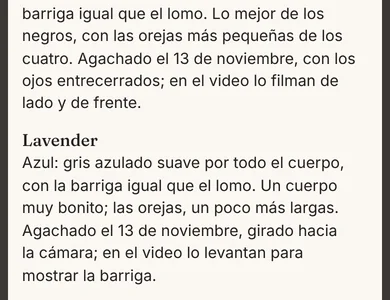 barriga igual que el lomo. Lo mejor de los
negros, con las orejas más pequeñas de los
cuatro. Agachado el 13 de noviembre, con los
ojos entrecerrados; en el video lo filman de
lado y de frente.
Lavender
Azul: gris azulado suave por todo el cuerpo,
con la barriga igual que el lomo. Un cuerpo
muy bonito; las orejas, un poco más largas.
Agachado el 13 de noviembre, girado hacia
la cámara; en el video lo levantan para
mostrar la barriga.